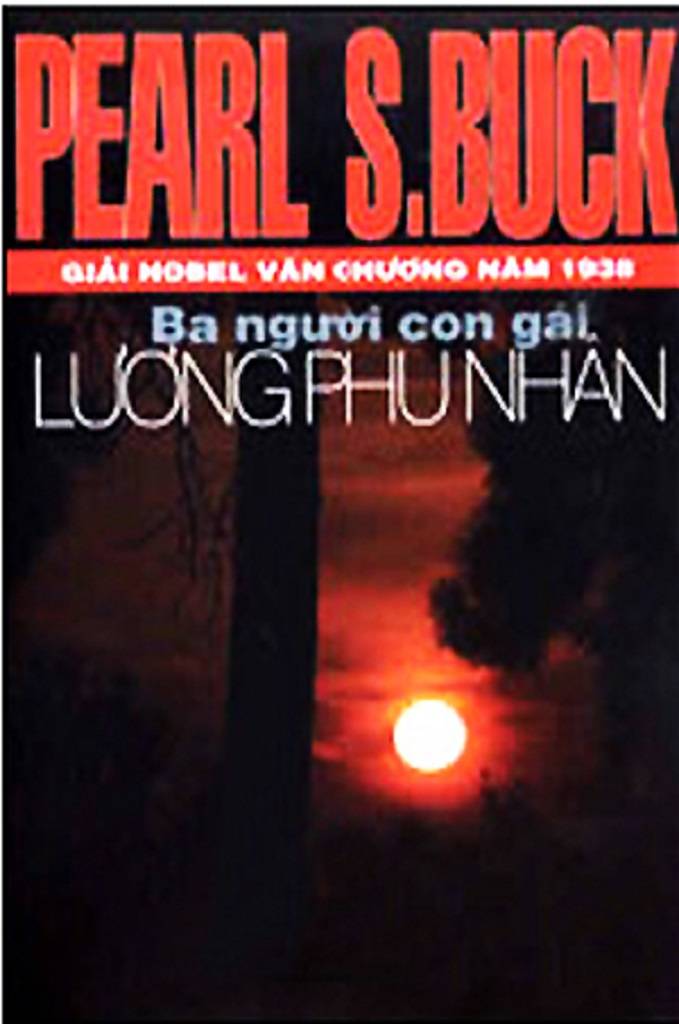 PEARL S.BUCK
GIẢI NOBEL VĂN CHƯƠNG NĂM 1938
Ba người con gái
LƯƠNG PHU NHÂN